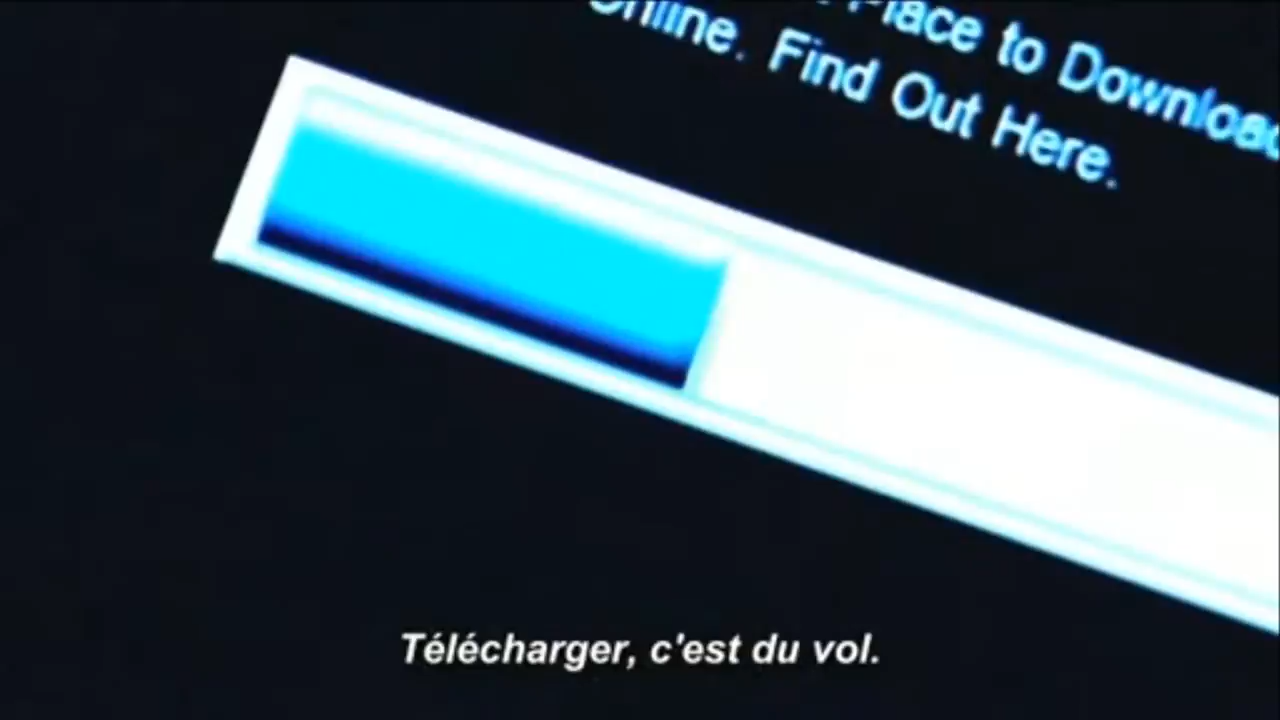 Place to Download
Online. Find Out Here.
Télécharger, c'est du vol.